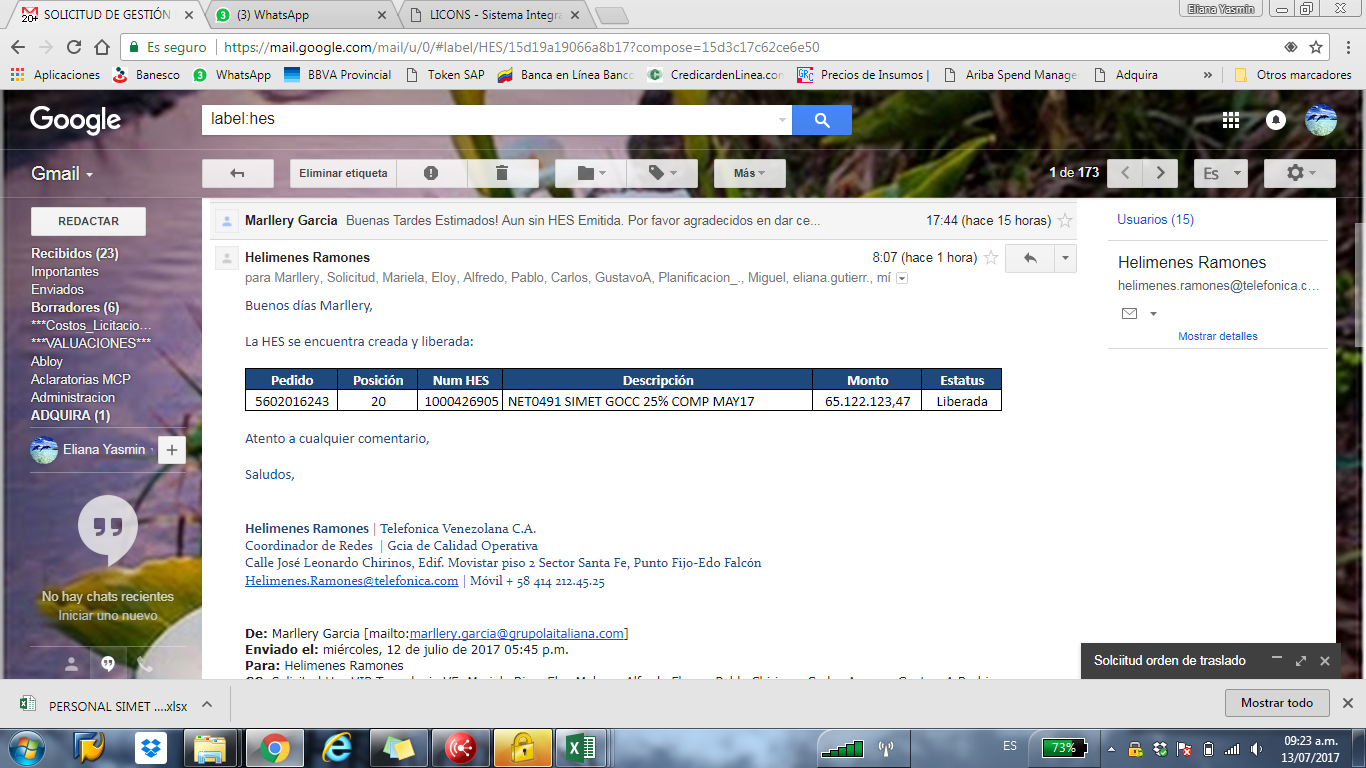 20+
SOLICITUD DE GESTIÓN
3 (3) WhatsApp
LICONS - Sistema Integra
Eliana Yasmin
Es seguro https://mail.google.com/mail/u/0/#label/HES/15d19a19066a8b17?compose=15d3c17c62ce6e50
Aplicaciones Banesco 3 WhatsApp BBVA Provincial Token SAP Banca en Línea Banco CredicardenLinea.com GRC Precios de Insumos | Ariba Spend Manage Adquira » Otros marcadores
Google label:hes
Gmail Eliminar etiqueta Más 1 de 173 Es
REDACTAR
Recibidos (23)
Importantes
Enviados
Borradores (6)
***Costos_Licitacio...
***VALUACIONES***
Abloy
Aclaratorias MCP
Administracion
ADQUIRA (1)
Eliana Yasmin +
No hay chats recientes
Iniciar uno nuevo
Marllery Garcia Buenas Tardes Estimados! Aun sin HES Emitida. Por favor agradecidos en dar ce... 17:44 (hace 15 horas)
Helimenes Ramones 8:07 (hace 1 hora)
para Marllery, Solicitud, Mariela, Eloy, Alfredo, Pablo, Carlos, GustavoA, Planificacion_., Miguel, eliana.gutierr., mí
Buenos días Marllery,
La HES se encuentra creada y liberada:
Pedido Posición Num HES Descripción Monto Estatus
5602016243 20 1000426905 NET0491 SIMET GOCC 25% COMP MAY17 65.122.123,47 Liberada
Atento a cualquier comentario,
Saludos,
Helimenes Ramones | Telefonica Venezolana C.A.
Coordinador de Redes | Gcia de Calidad Operativa
Calle José Leonardo Chirinos, Edif. Movistar piso 2 Sector Santa Fe, Punto Fijo-Edo Falcón
Helimenes.Ramones@telefonica.com | Móvil + 58 414 212.45.25
De: Marllery Garcia [mailto:marllery.garcia@grupolaitaliana.com]
Enviado el: miércoles, 12 de julio de 2017 05:45 p.m.
Para: Helimenes Ramones
Usuarios (15)
Helimenes Ramones
helimenes.ramones@telefonica.c...
Mostrar detalles
Solciitud orden de traslado
PERSONAL SIMET ....xlsx
Mostrar todo
ES 73% 09:23 a.m.
13/07/2017